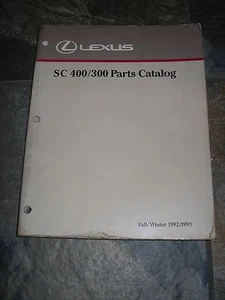 LEXUS
SC 400/300 Parts Catalog
Fall/Winter 1992/1993